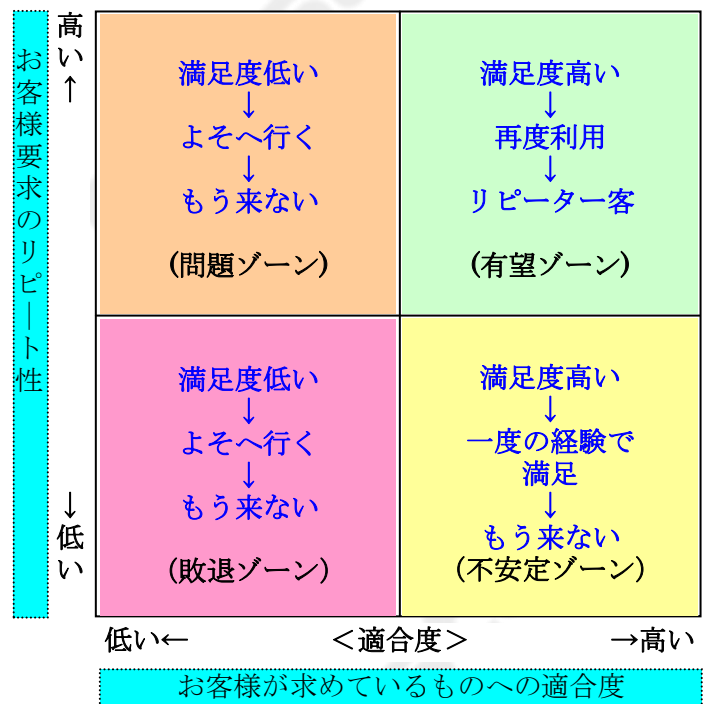 お客様要求のリピート性
高い↑
↓低い
満足度低い
↓
よそへ行く
↓
もう来ない
(問題ゾーン)
満足度高い
↓
再度利用
↓
リピーター客
(有望ゾーン)
満足度低い
↓
よそへ行く
↓
もう来ない
(敗退ゾーン)
満足度高い
↓
一度の経験で
満足
↓
もう来ない
(不安定ゾーン)
低い← <適合度> →高い
お客様が求めているものへの適合度